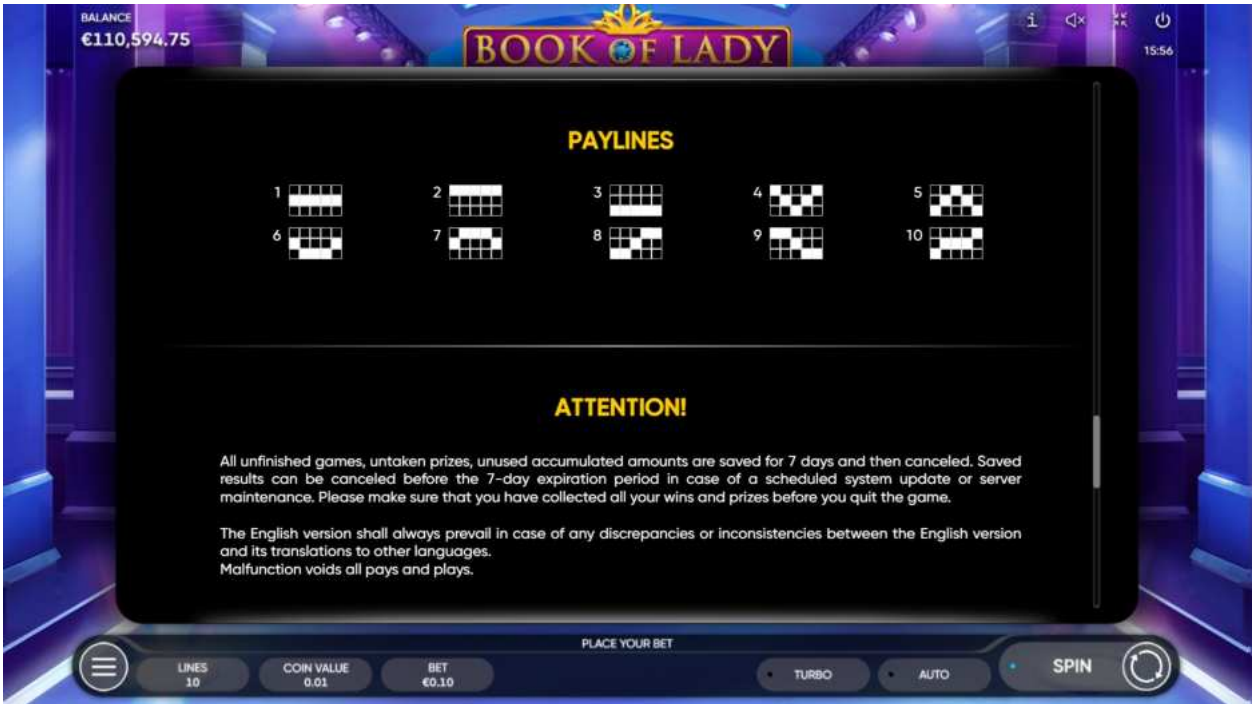 BALANCE
€110,594.75
BOOK OF LADY
i
15:56
PAYLINES
1 2 3 4 5
6 7 8 9 10
ATTENTION!
All unfinished games, untaken prizes, unused accumulated amounts are saved for 7 days and then canceled. Saved
results can be canceled before the 7-day expiration period in case of a scheduled system update or server
maintenance. Please make sure that you have collected all your wins and prizes before you quit the game.
The English version shall always prevail in case of any discrepancies or inconsistencies between the English version
and its translations to other languages.
Malfunction voids all pays and plays.
PLACE YOUR BET
LINES
10
COIN VALUE
0.01
BET
€0.10
TURBO
AUTO
SPIN